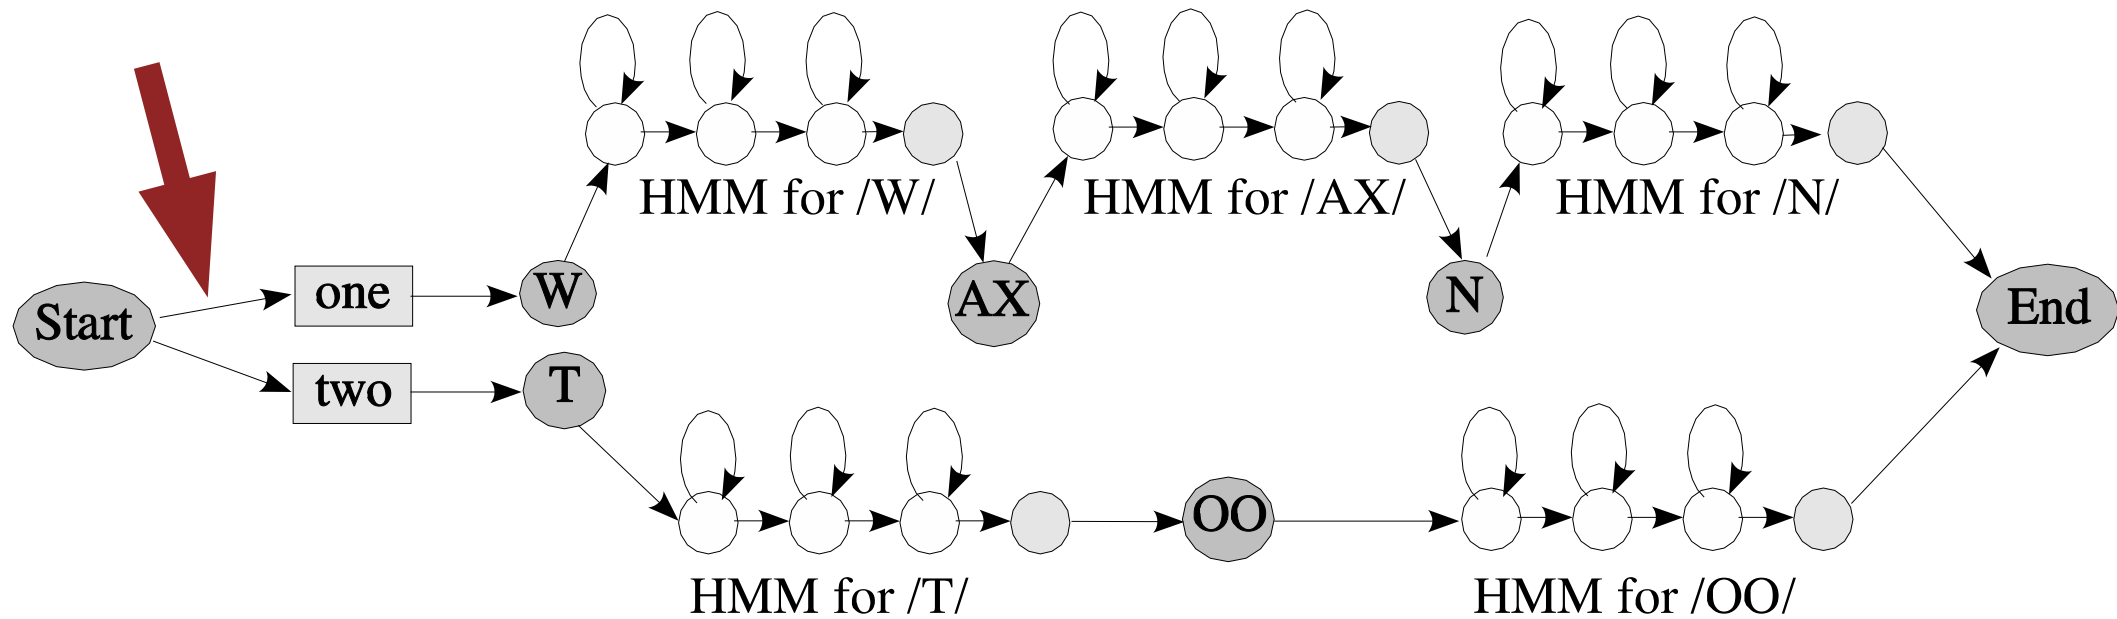 HMM for /W/
HMM for /AX/
HMM for /N/
Start
one
W
AX
N
End
two
T
OO
HMM for /T/
HMM for /OO/